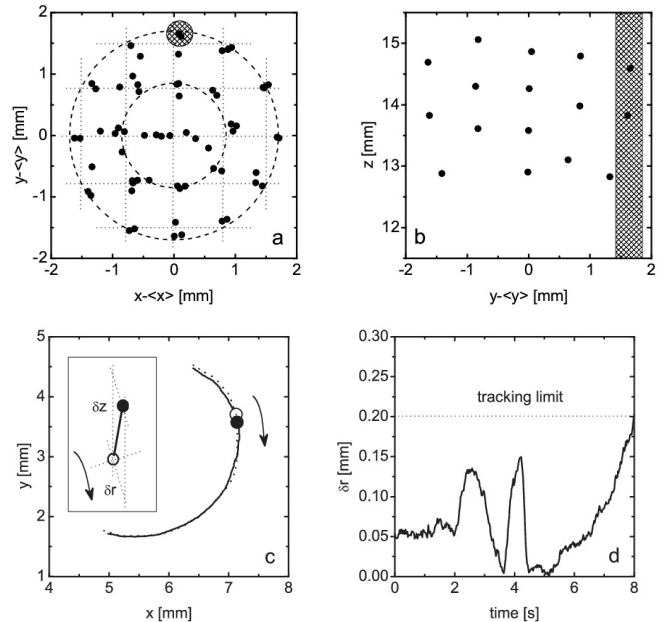 2
1
0
-1
-2
-2 -1 0 1 2
y-<y> [mm]
x-<x> [mm]
a
15
14
13
12
-2 -1 0 1 2
z [mm]
y-<y> [mm]
b
5
4
3
2
1
4 5 6 7 8
y [mm]
x [mm]
δz
δr
c
0.30
0.25
0.20
0.15
0.10
0.05
0.00
0 2 4 6 8
δr [mm]
time [s]
tracking limit
d